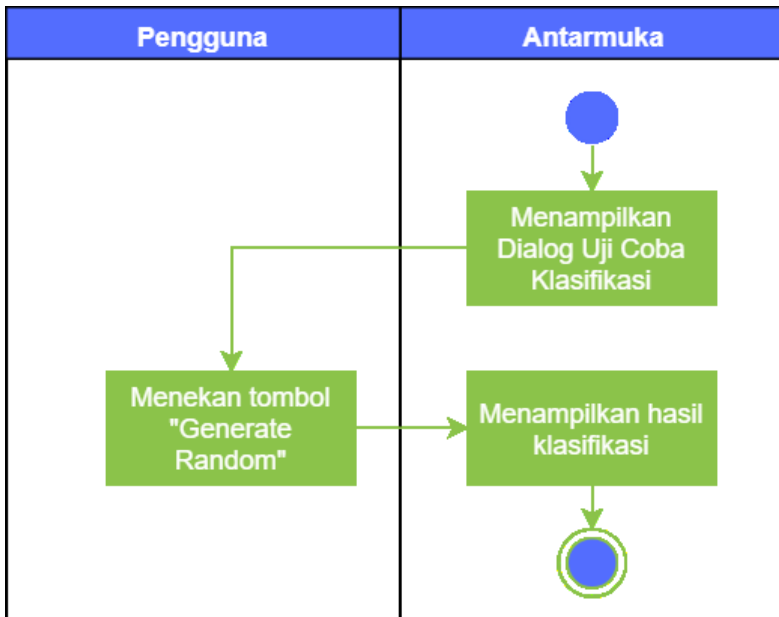 Pengguna
Antarmuka
Menampilkan
Dialog Uji Coba
Klasifikasi
Menekan tombol
"Generate
Random"
Menampilkan hasil
klasifikasi